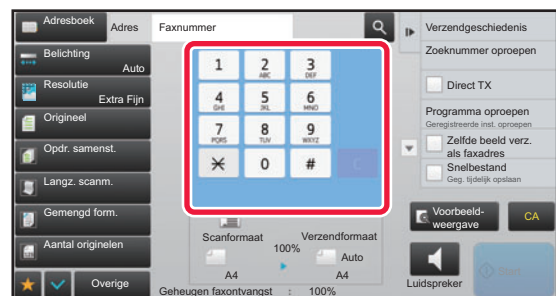 Adresboek
Adres
Faxnummer
Verzendgeschiedenis
Belichting
Auto
Zoeknummer oproepen
Resolutie
Extra Fijn
Direct TX
Origineel
Programma oproepen
Geregistreerde inst. oproepen
Opdr. samenst.
Zelfde beeld verz.
als faxadres
Langz. scanm.
Snelbestand
Geg. tijdelijk opslaan
Gemengd form.
Aantal originelen
Overige
1 2 3
ABC DEF
4 5 6
GHI JKL MNO
7 8 9
PQRS TUV WXYZ
0 #
C
Scanformaat
100%
Verzendformaat
Auto
A4
A4
Geheugen faxontvangst : 100%
Voorbeeld-
weergave
CA
Luidspreker
Start